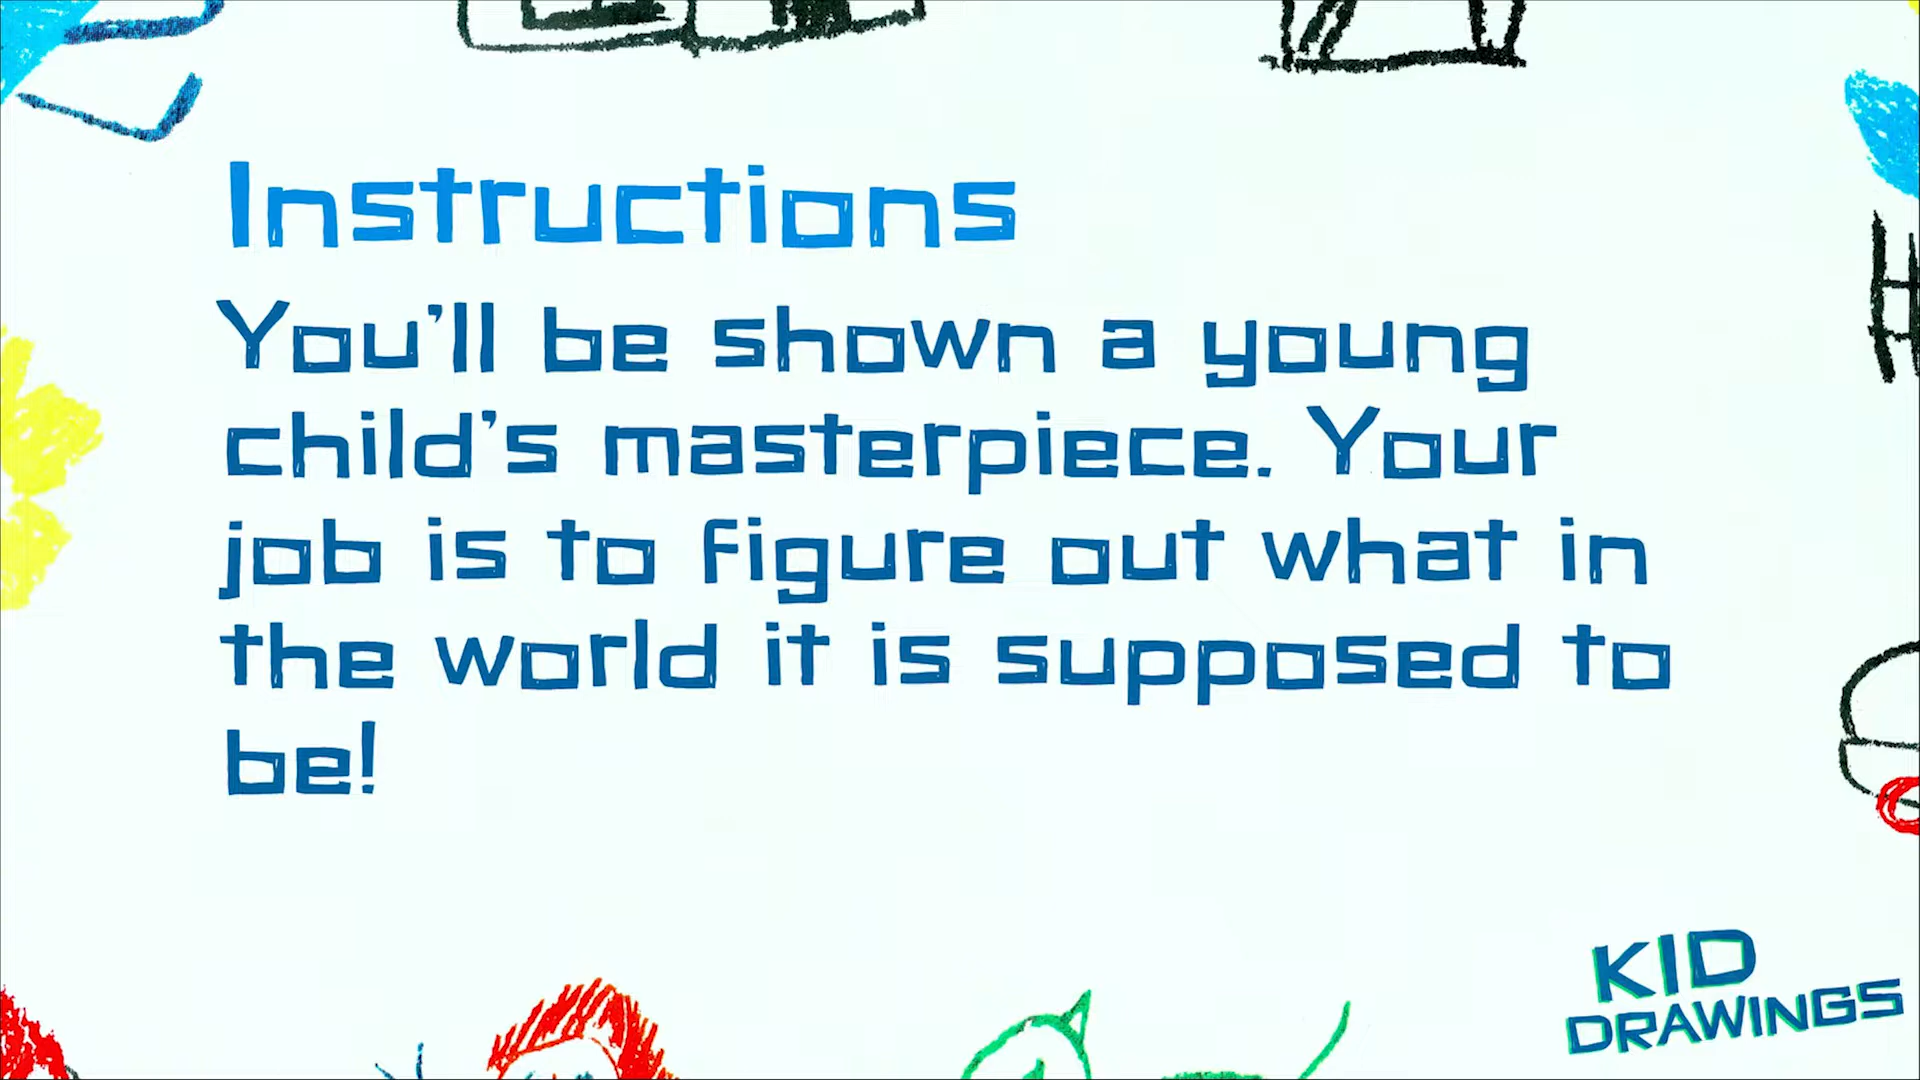 Instructions
You'll be shown a young
child's masterpiece. Your
job is to figure out what in
the world it is supposed to
be!
KID
DRAWINGS